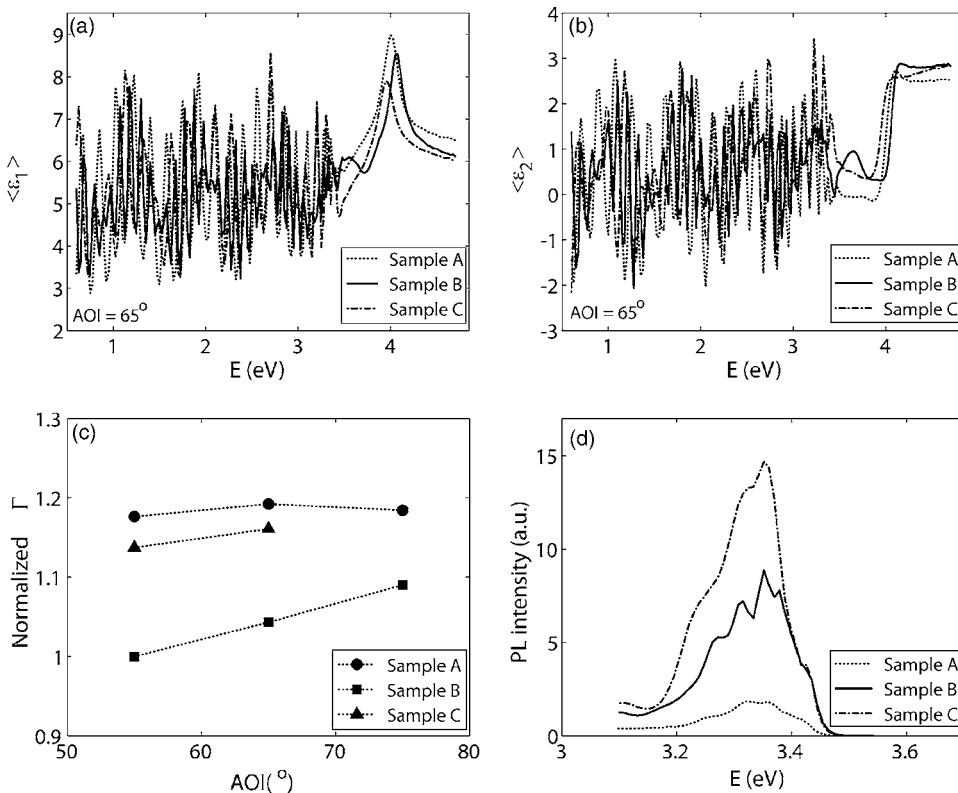 (a)
9
8
7
6
5
4
3
2
<ε1>
1 2 3 4
E (eV)
AOI = 65o
Sample A
Sample B
Sample C
(b)
4
3
2
1
0
-1
-2
-3
<ε2>
1 2 3 4
E (eV)
AOI = 65o
Sample A
Sample B
Sample C
(c)
1.3
1.2
1.1
1
0.9
Normalized Γ
50 60 70 80
AOI(o)
Sample A
Sample B
Sample C
(d)
15
10
5
0
PL intensity (a.u.)
3 3.2 3.4 3.6
E (eV)
Sample A
Sample B
Sample C